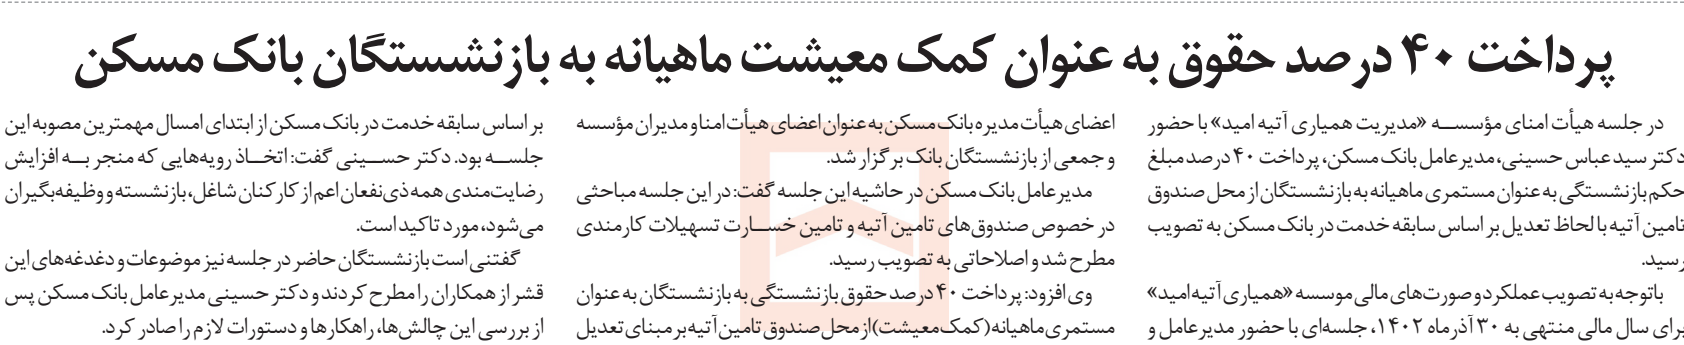 پرداخت ۴۰ درصد حقوق به عنوان کمک معیشت ماهیانه به بازنشستگان بانک مسکن
در جلسه هیأت امنای مؤسسه «مدیریت همیاری آتیه امید» با حضور
دکتر سید عباس حسینی، مدیرعامل بانک مسکن، پرداخت ۴۰ درصد مبلغ
حکم بازنشستگی به عنوان مستمری ماهیانه به بازنشستگان از محل صندوق
تامین آتیه با لحاظ تعدیل بر اساس سابقه خدمت در بانک مسکن به تصویب
رسید.
باتوجه به تصویب عملکرد و صورت‌های مالی موسسه «همیاری آتیه امید»
برای سال مالی منتهی به ۳۰ آذر ماه ۱۴۰۲، جلسه‌ای با حضور مدیرعامل و
اعضای هیأت مدیره بانک مسکن به عنوان اعضای هیأت امنا و مدیران مؤسسه
و جمعی از بازنشستگان بانک برگزار شد.
مدیرعامل بانک مسکن در حاشیه این جلسه گفت: در این جلسه مباحثی
در خصوص صندوق‌های تامین آتیه و تامین خسارت تسهیلات کارمندی
مطرح شد و اصلاحاتی به تصویب رسید.
وی افزود: پرداخت ۴۰ درصد حقوق بازنشستگی به بازنشستگان به عنوان
مستمری ماهیانه (کمک معیشت) از محل صندوق تامین آتیه بر مبنای تعدیل
بر اساس سابقه خدمت در بانک مسکن از ابتدای امسال مهمترین مصوبه این
جلسه بود. دکتر حسینی گفت: اتخاذ رویه‌هایی که منجر به افزایش
رضایت‌مندی همه ذی‌نفعان اعم از کارکنان شاغل، بازنشسته و وظیفه‌بگیران
می‌شود، مورد تاکید است.
گفتنی است بازنشستگان حاضر در جلسه نیز موضوعات و دغدغه‌های این
قشر از همکاران را مطرح کردند و دکتر حسینی مدیرعامل بانک مسکن پس
از بررسی این چالش‌ها، راهکارها و دستورات لازم را صادر کرد.